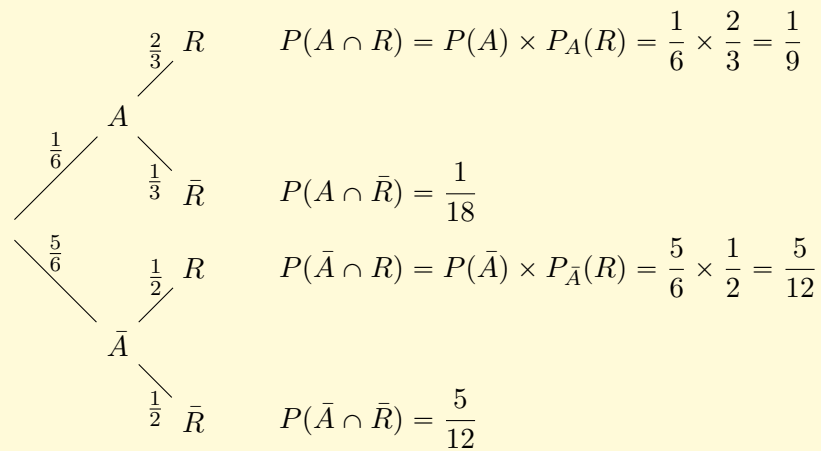 2/3 R P(A ∩ R) = P(A) × P_A(R) = 1/6 × 2/3 = 1/9
A
1/6
1/3 R̄ P(A ∩ R̄) = 1/18
5/6
1/2 R P(Ā ∩ R) = P(Ā) × P_Ā(R) = 5/6 × 1/2 = 5/12
Ā
1/2 R̄ P(Ā ∩ R̄) = 5/12